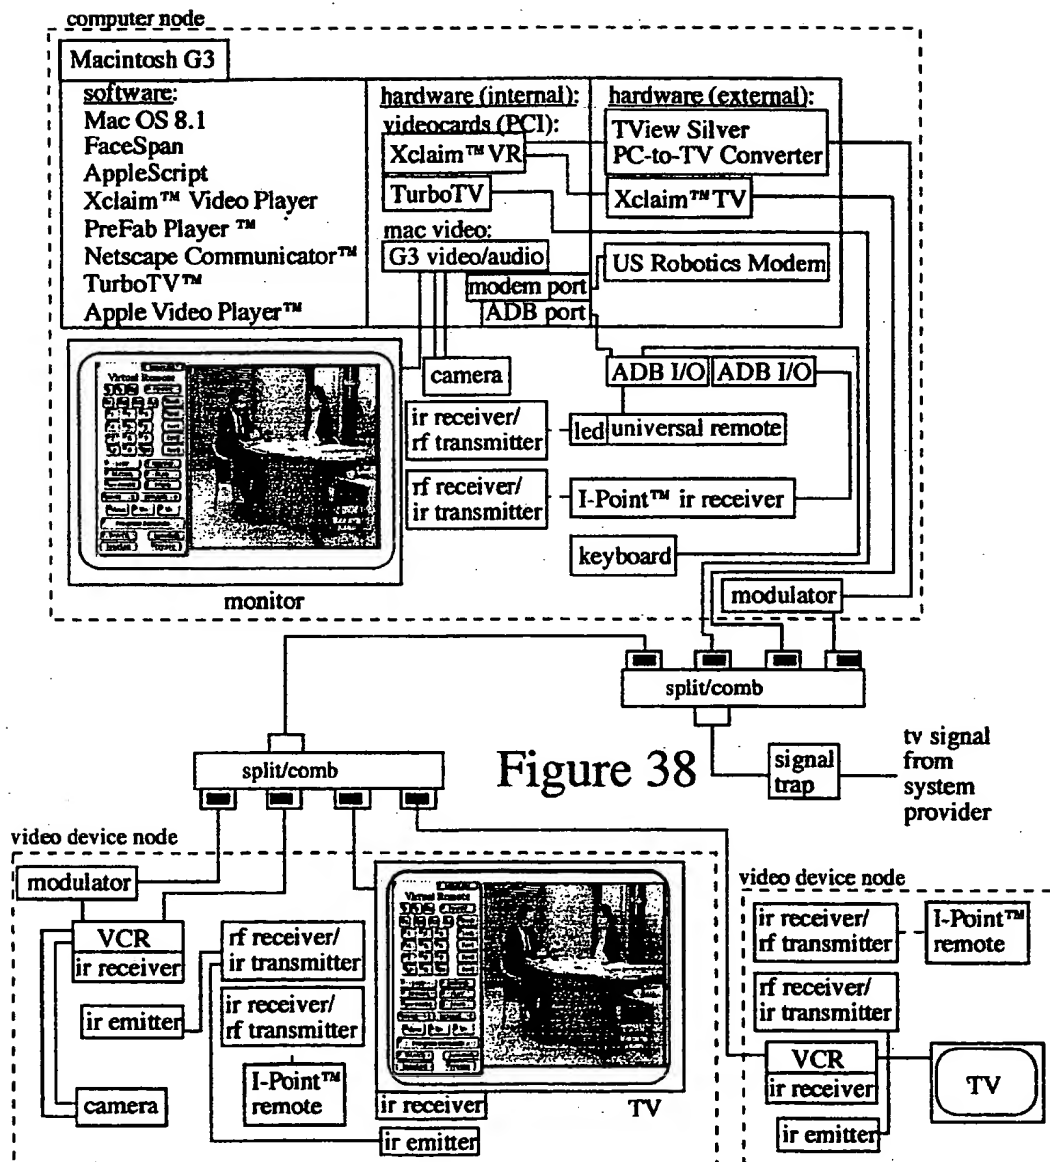 computer node
Macintosh G3
software:
Mac OS 8.1
FaceSpan
AppleScript
Xclaim™ Video Player
PreFab Player ™
Netscape Communicator™
TurboTV™
Apple Video Player™
hardware (internal):
videocards (PCI):
Xclaim™ VR
TurboTV
mac video:
G3 video/audio
modem port
ADB port
hardware (external):
TView Silver
PC-to-TV Converter
Xclaim™ TV
US Robotics Modem
camera
ADB I/O
ADB I/O
ir receiver/
rf transmitter
led
universal remote
rf receiver/
ir transmitter
I-Point™ ir receiver
keyboard
Virtual Remote
monitor
modulator
split/comb
split/comb
Figure 38
signal
trap
tv signal
from
system
provider
video device node
modulator
VCR
ir receiver
ir emitter
camera
rf receiver/
ir transmitter
ir receiver/
rf transmitter
I-Point™
remote
Virtual Remote
ir receiver
TV
ir emitter
video device node
ir receiver/
rf transmitter
I-Point™
remote
rf receiver/
ir transmitter
VCR
ir receiver
TV
ir emitter